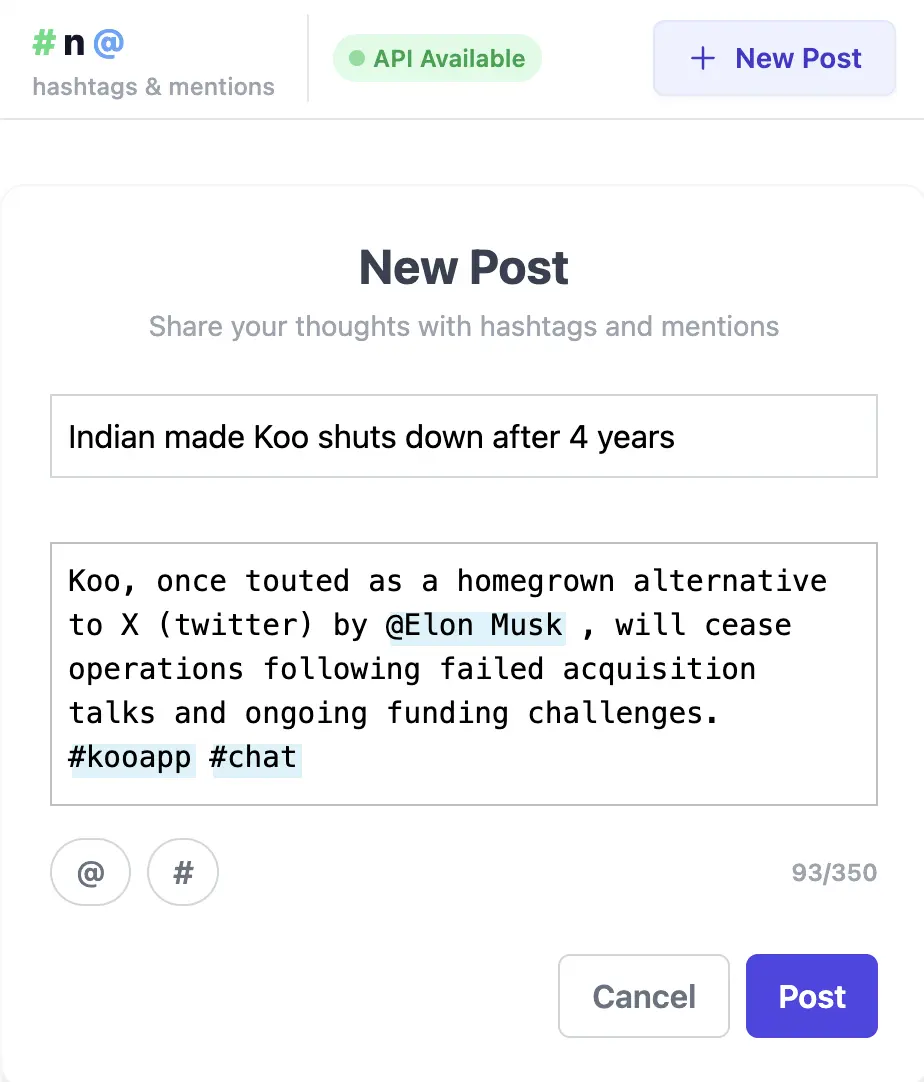 #n@
hashtags & mentions
API Available
+ New Post
New Post
Share your thoughts with hashtags and mentions
Indian made Koo shuts down after 4 years
Koo, once touted as a homegrown alternative
to X (twitter) by @Elon Musk , will cease
operations following failed acquisition
talks and ongoing funding challenges.
#kooapp #chat
@ #
93/350
Cancel
Post